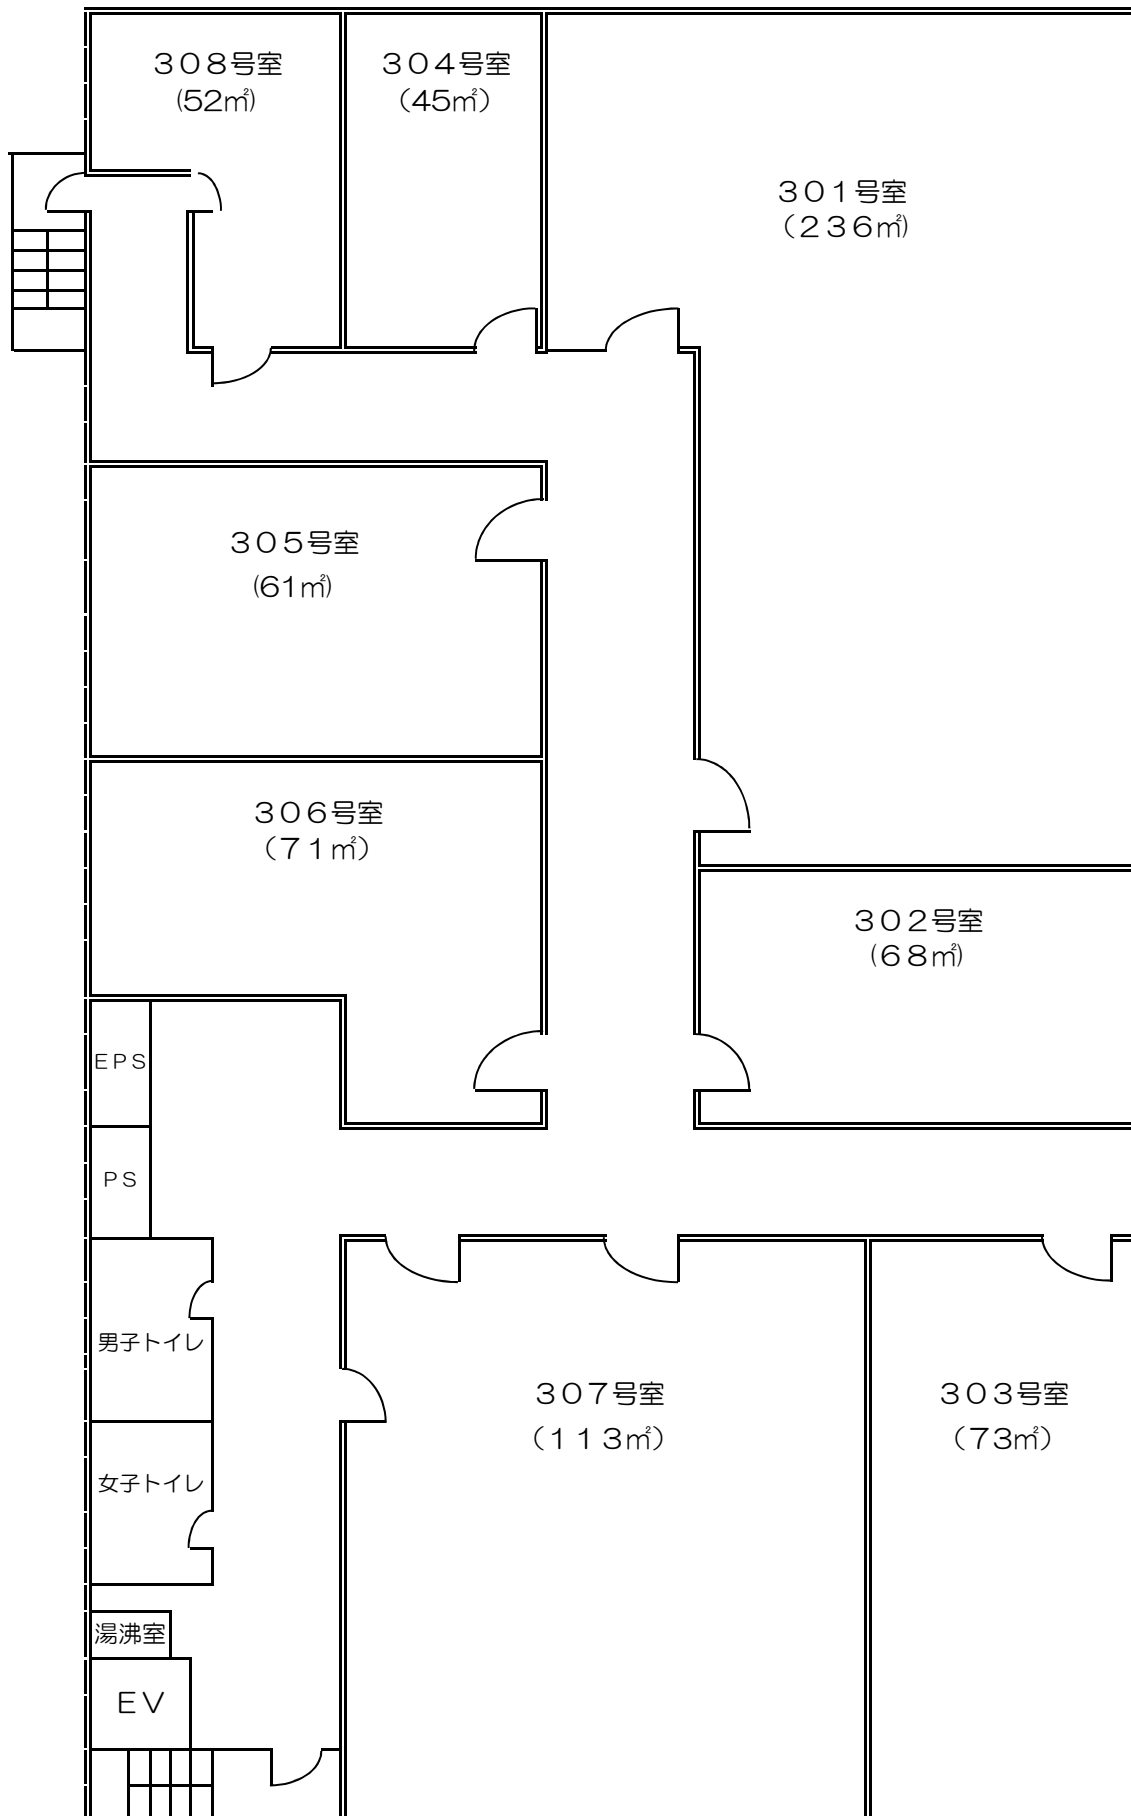 ３０８号室
(52㎡)
３０４号室
（45㎡）
３０１号室
（２３６㎡)
３０５号室
(61㎡)
３０６号室
（７１㎡）
３０２号室
(６８㎡)
ＥＰＳ
ＰＳ
男子トイレ
３０７号室
（１１３㎡）
３０３号室
（７３㎡）
女子トイレ
湯沸室
ＥＶ